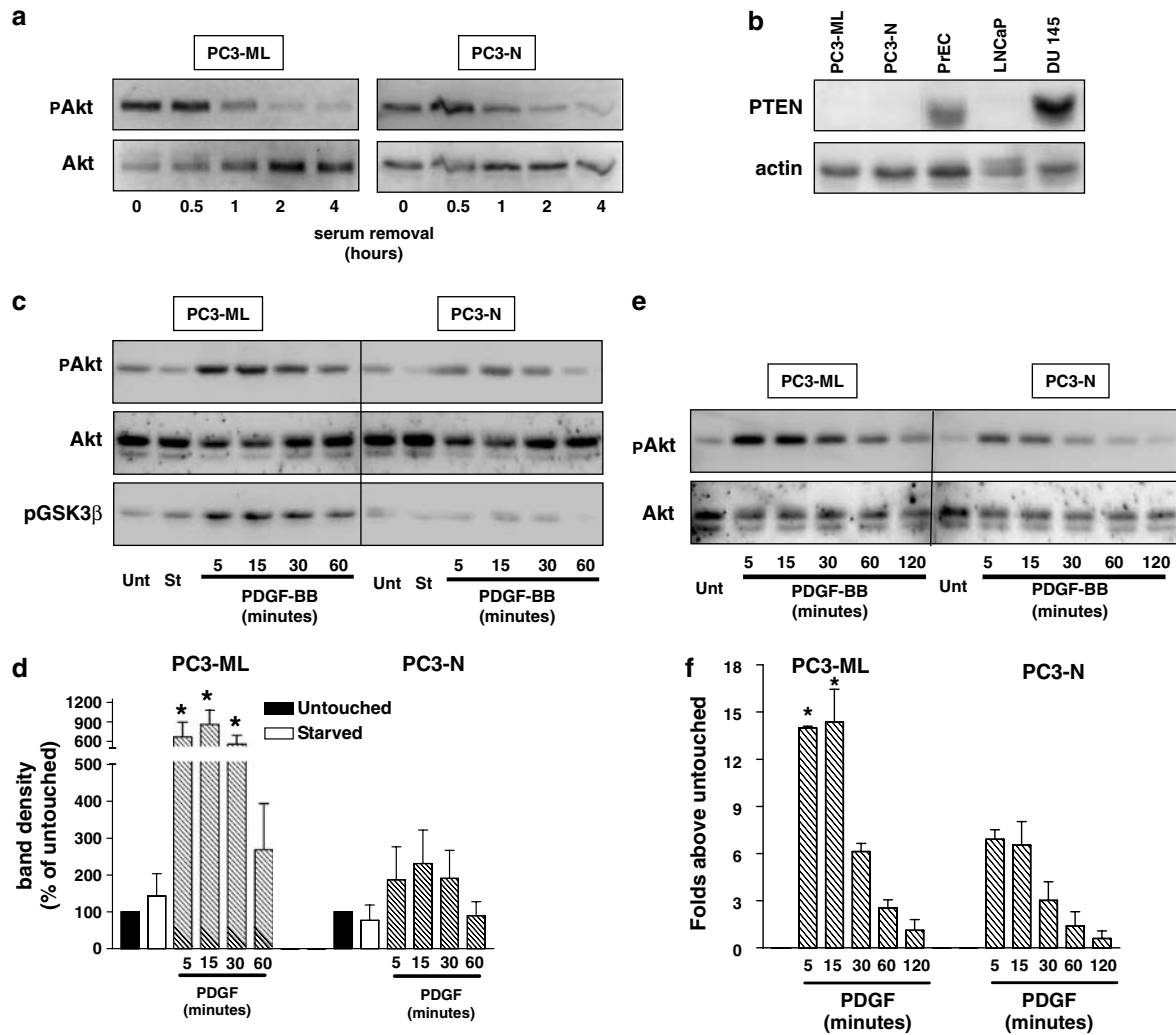 a
PC3-ML
PC3-N
pAkt
Akt
0 0.5 1 2 4 0 0.5 1 2 4
serum removal
(hours)
b
PC3-ML PC3-N PrEC LNCaP DU 145
PTEN
actin
c
PC3-ML
PC3-N
pAkt
Akt
pGSK3β
Unt St 5 15 30 60 Unt St 5 15 30 60
PDGF-BB PDGF-BB
(minutes) (minutes)
e
PC3-ML
PC3-N
pAkt
Akt
Unt 5 15 30 60 120 Unt 5 15 30 60 120
PDGF-BB PDGF-BB
(minutes) (minutes)
d
PC3-ML
PC3-N
band density
(% of untouched)
1200
900
600
500
400
300
200
100
0
* * *
Untouched
Starved
5 15 30 60 5 15 30 60
PDGF PDGF
(minutes) (minutes)
f
PC3-ML
PC3-N
Folds above untouched
18
15
12
9
6
3
0
* *
5 15 30 60 120 5 15 30 60 120
PDGF PDGF
(minutes) (minutes)